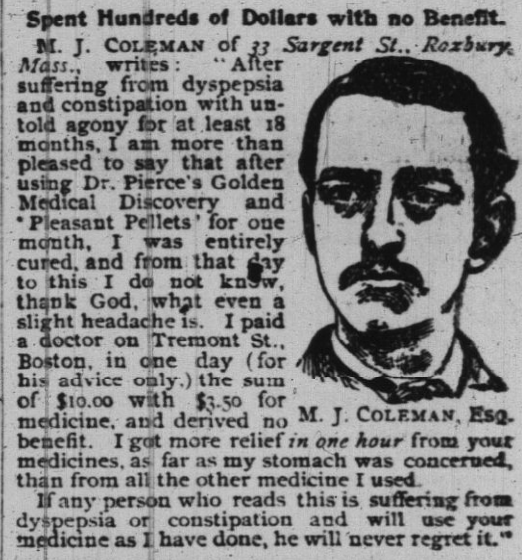 Spent Hundreds of Dollars with no Benefit.
M. J. COLEMAN of 33 Sargent St., Roxbury,
Mass., writes: "After
suffering from dyspepsia
and constipation with un-
told agony for at least 18
months, I am more than
pleased to say that after
using Dr. Pierce's Golden
Medical Discovery and
'Pleasant Pellets' for one
month, I was entirely
cured, and from that day
to this I do not know,
thank God, what even a
slight headache is. I paid
a doctor on Tremont St.,
Boston, in one day (for
his advice only,) the sum
of $10.00 with $3.50 for
medicine, and derived no
M. J. COLEMAN, ESQ.
benefit. I got more relief in one hour from your
medicines, as far as my stomach was concerned,
than from all the other medicine I used.
If any person who reads this is suffering from
dyspepsia or constipation and will use your
medicine as I have done, he will never regret it."